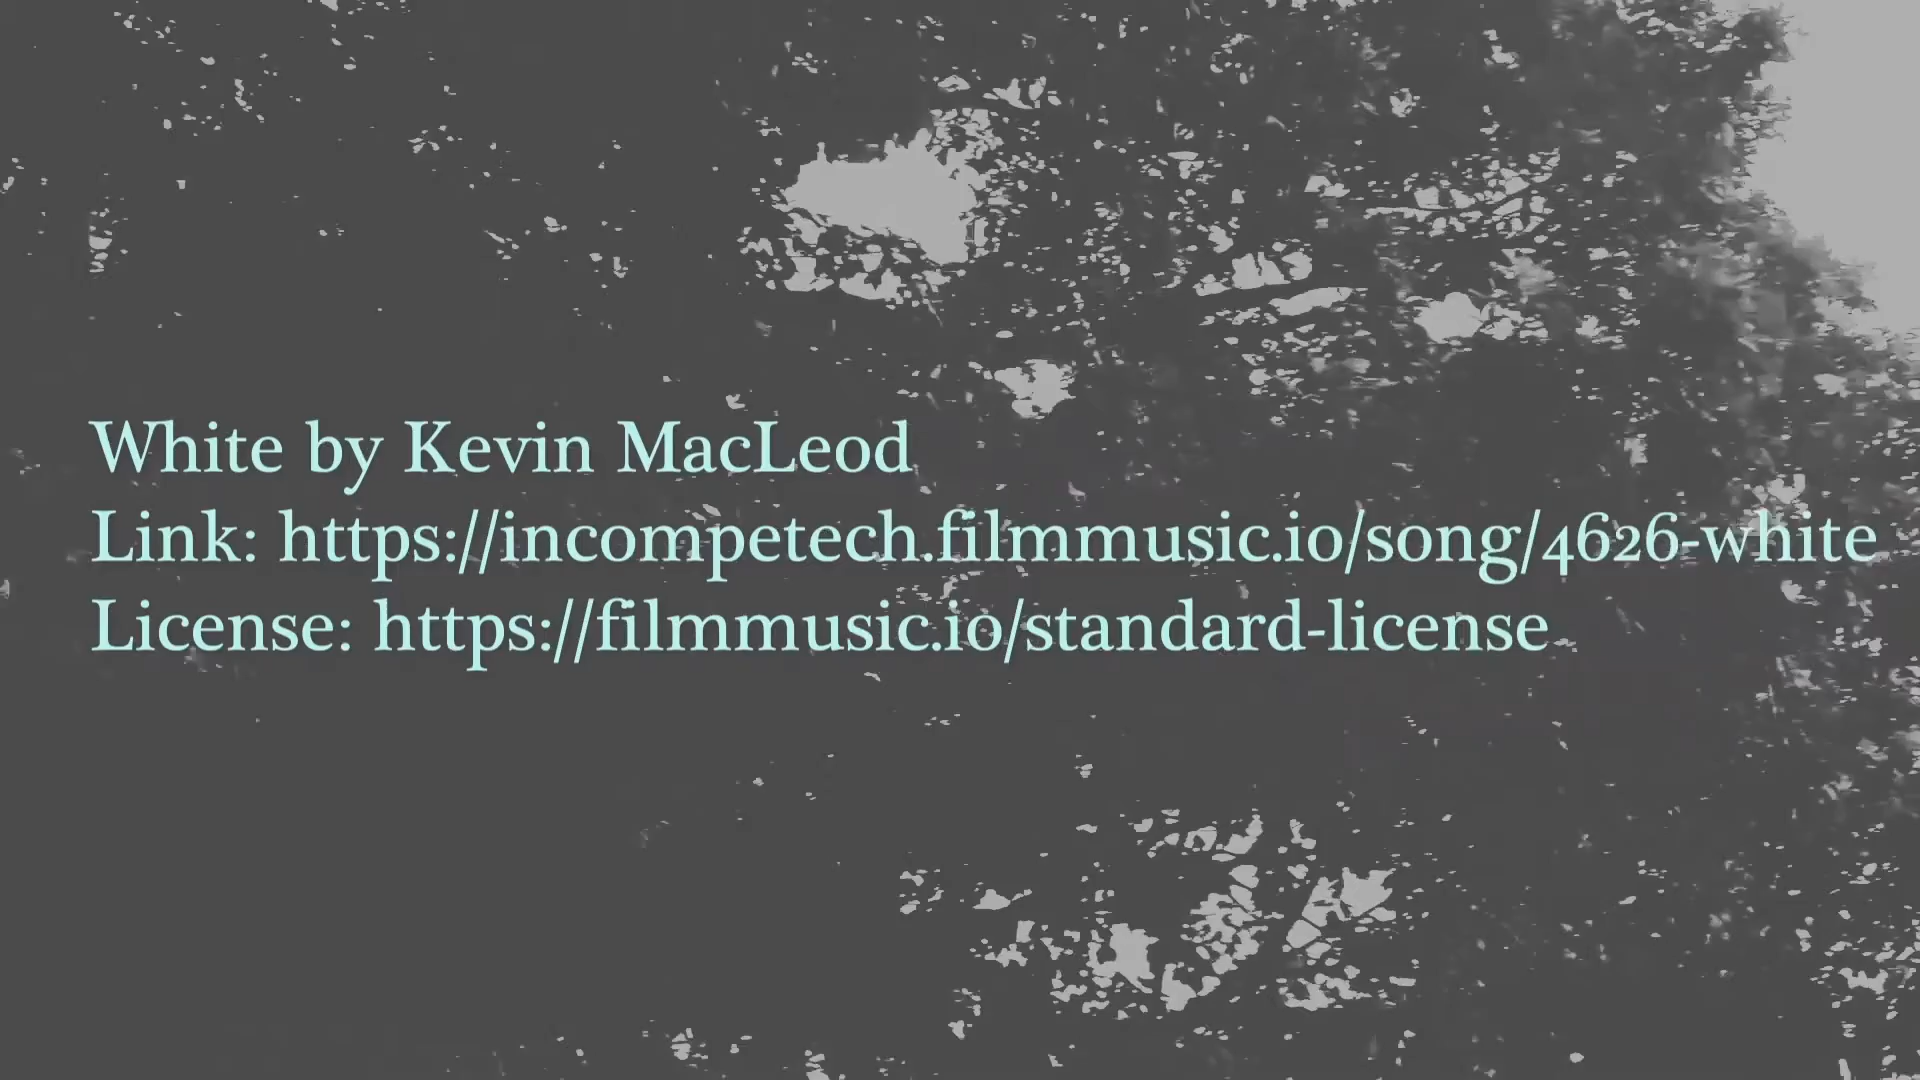 White by Kevin MacLeod
Link: https://incompetech.filmmusic.io/song/4626-white
License: https://filmmusic.io/standard-license